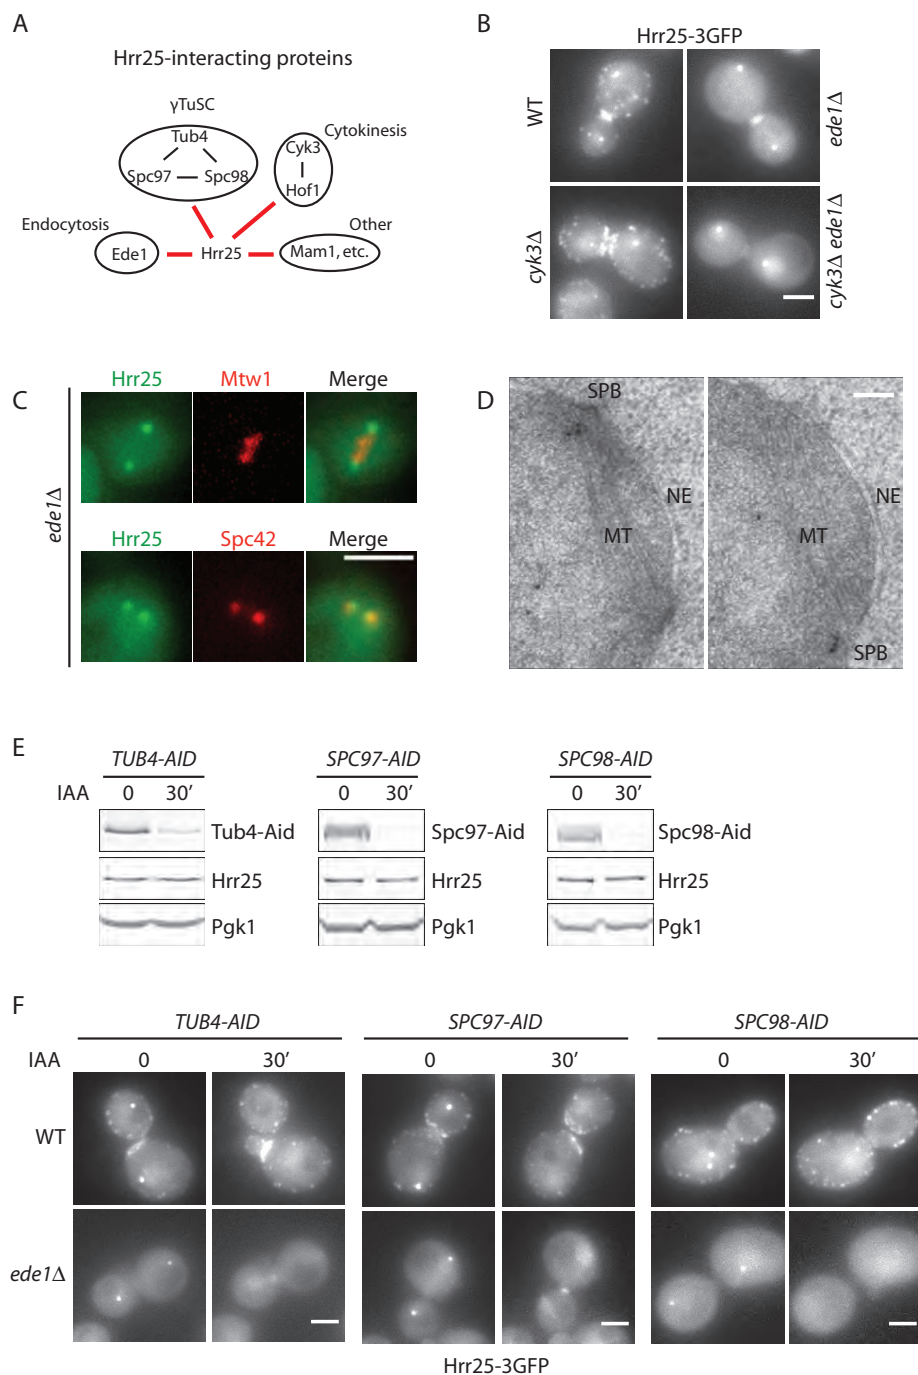 A
Hrr25-interacting proteins
γTuSC
Tub4
Spc97
Spc98
Cytokinesis
Cyk3
Hof1
Endocytosis
Ede1
Hrr25
Other
Mam1, etc.
B
Hrr25-3GFP
WT
ede1Δ
cyk3Δ
cyk3Δ ede1Δ
C
Hrr25 Mtw1 Merge
ede1Δ
Hrr25 Spc42 Merge
D
SPB
NE
MT
NE
MT
SPB
E
TUB4-AID SPC97-AID SPC98-AID
IAA 0 30′ 0 30′ 0 30′
Tub4-Aid Spc97-Aid Spc98-Aid
Hrr25 Hrr25 Hrr25
Pgk1 Pgk1 Pgk1
F
TUB4-AID SPC97-AID SPC98-AID
IAA 0 30′ 0 30′ 0 30′
WT
ede1Δ
Hrr25-3GFP